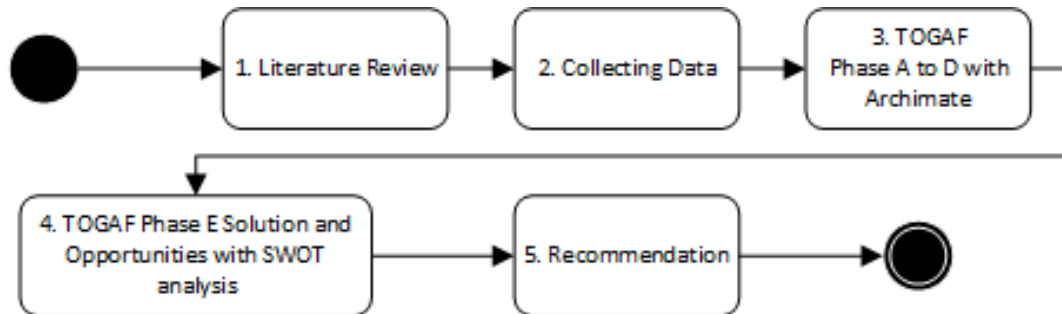 1. Literature Review
2. Collecting Data
3. TOGAF
Phase A to D with
Archimate
4. TOGAF Phase E Solution and
Opportunities with SWOT
analysis
5. Recommendation